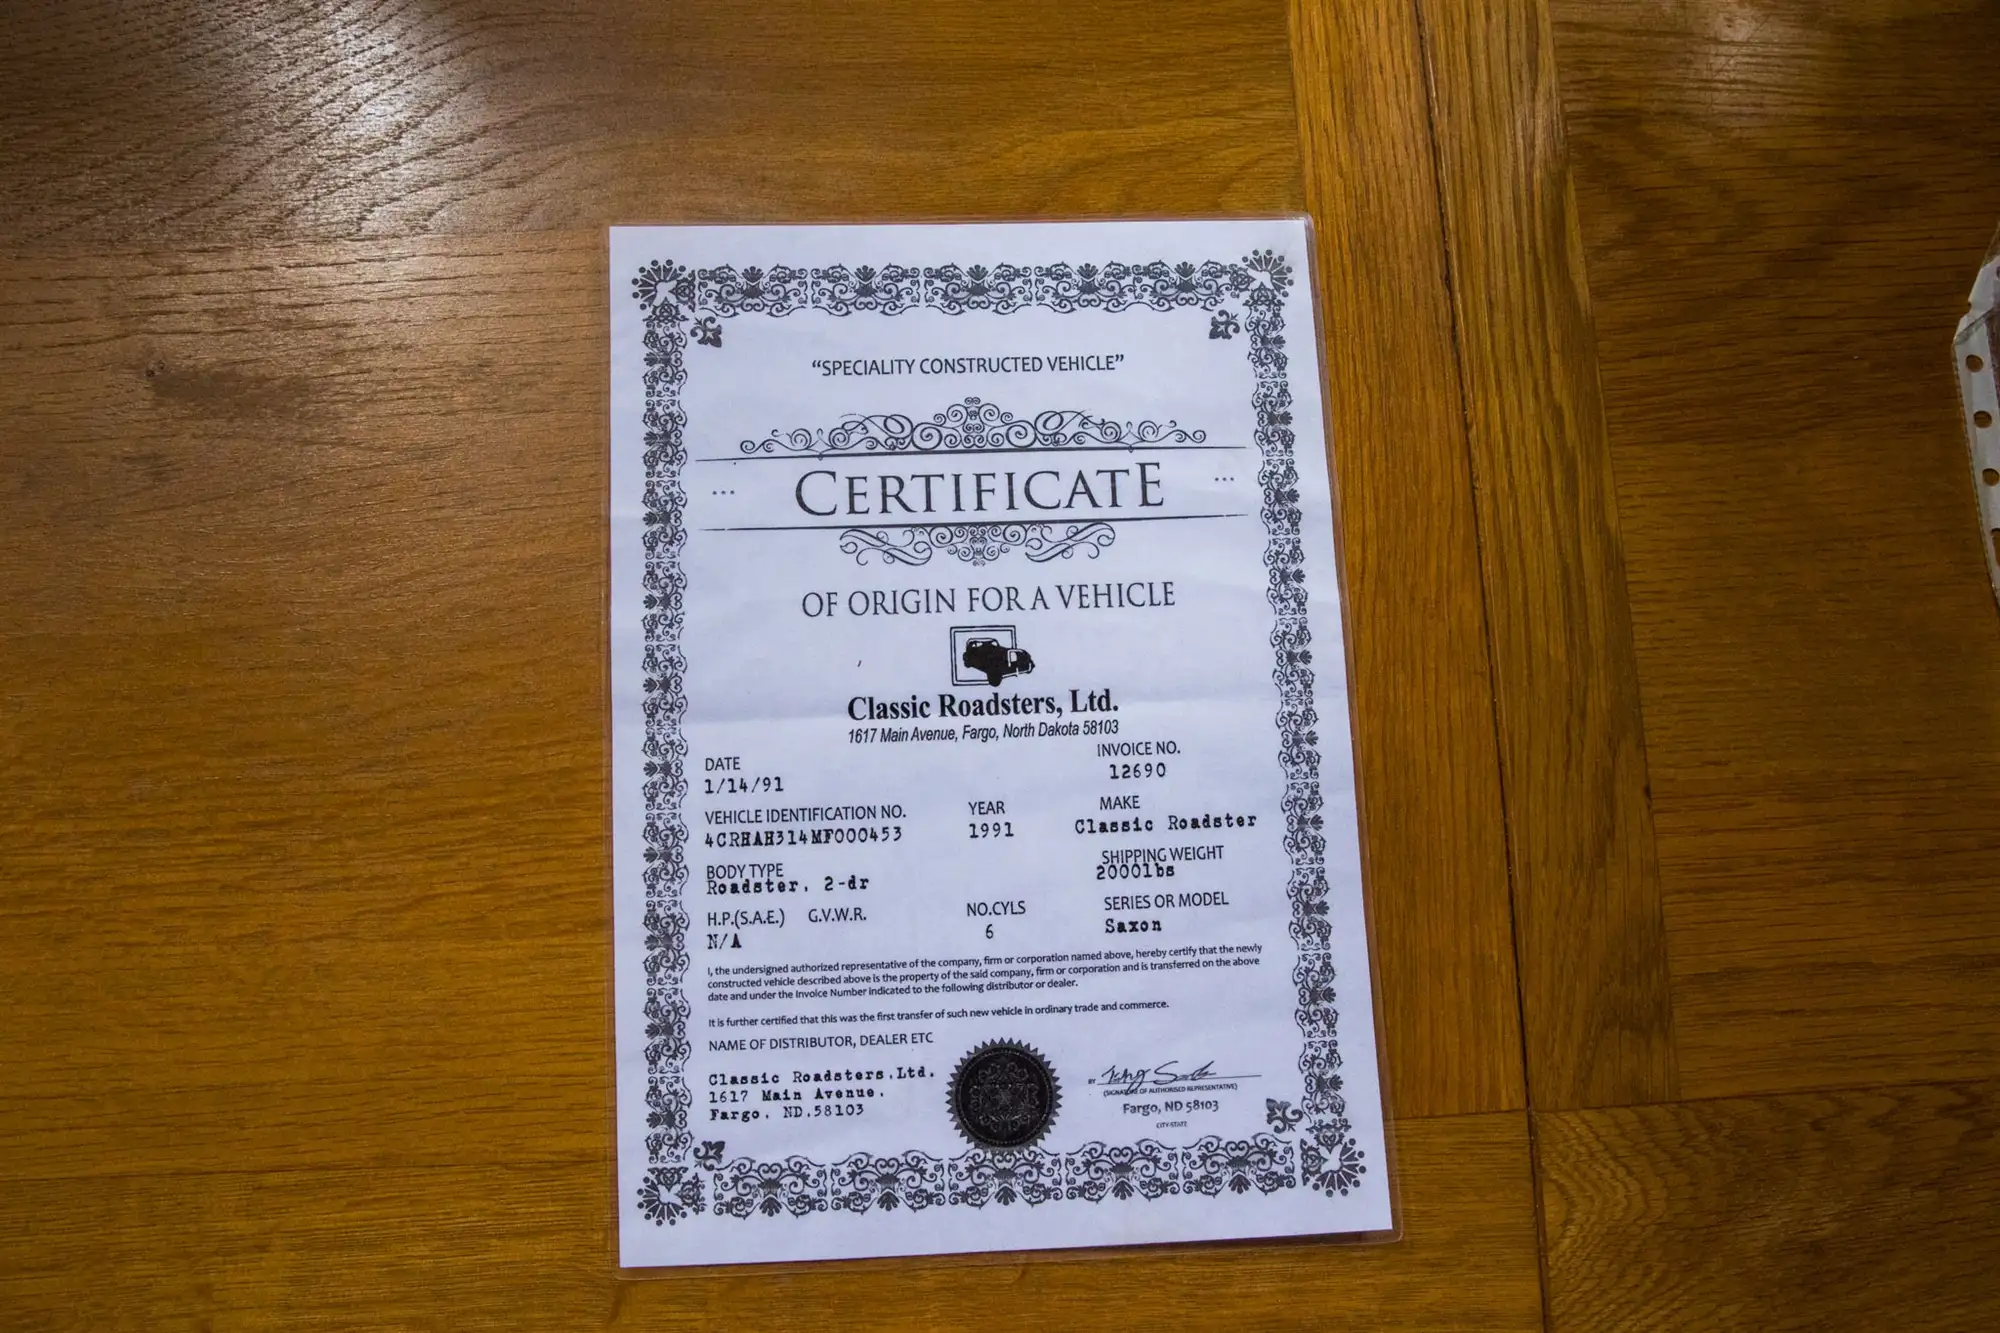 “SPECIALITY CONSTRUCTED VEHICLE”
CERTIFICATE
OF ORIGIN FOR A VEHICLE
Classic Roadsters, Ltd.
1617 Main Avenue, Fargo, North Dakota 58103
DATE INVOICE NO.
1/14/91 12690
VEHICLE IDENTIFICATION NO. YEAR MAKE
4CRHAH314MF000453 1991 Classic Roadster
BODY TYPE SHIPPING WEIGHT
Roadster, 2-dr 2000lbs
H.P.(S.A.E.) G.V.W.R. NO.CYLS SERIES OR MODEL
N/A 6 Saxon
I, the undersigned authorized representative of the company, firm or corporation named above, hereby certify that the newly
constructed vehicle described above is the property of the said company, firm or corporation and is transferred on the above
date and under the Invoice Number indicated to the following distributor or dealer.
It is further certified that this was the first transfer of such new vehicle in ordinary trade and commerce.
NAME OF DISTRIBUTOR, DEALER ETC
Classic Roadsters,Ltd.
1617 Main Avenue,
Fargo, ND,58103
BY
(SIGNATURE OF AUTHORISED REPRESENTATIVE)
Fargo, ND 58103
CITY-STATE